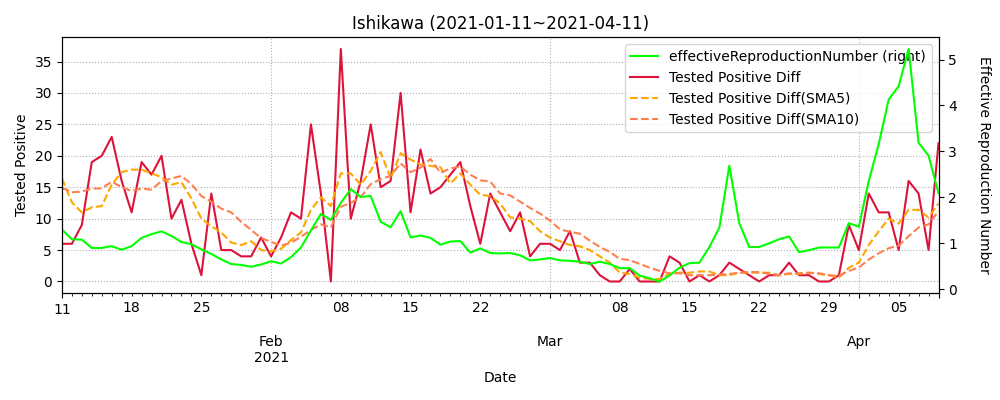 Ishikawa (2021-01-11~2021-04-11)
effectiveReproductionNumber (right)
Tested Positive Diff
Tested Positive Diff(SMA5)
Tested Positive Diff(SMA10)
Tested Positive
35
30
25
20
15
10
5
0
Effective Reproduction Number
5
4
3
2
1
0
11 18 25 08 15 22 08 15 22 29 05
Feb Mar Apr
2021
Date